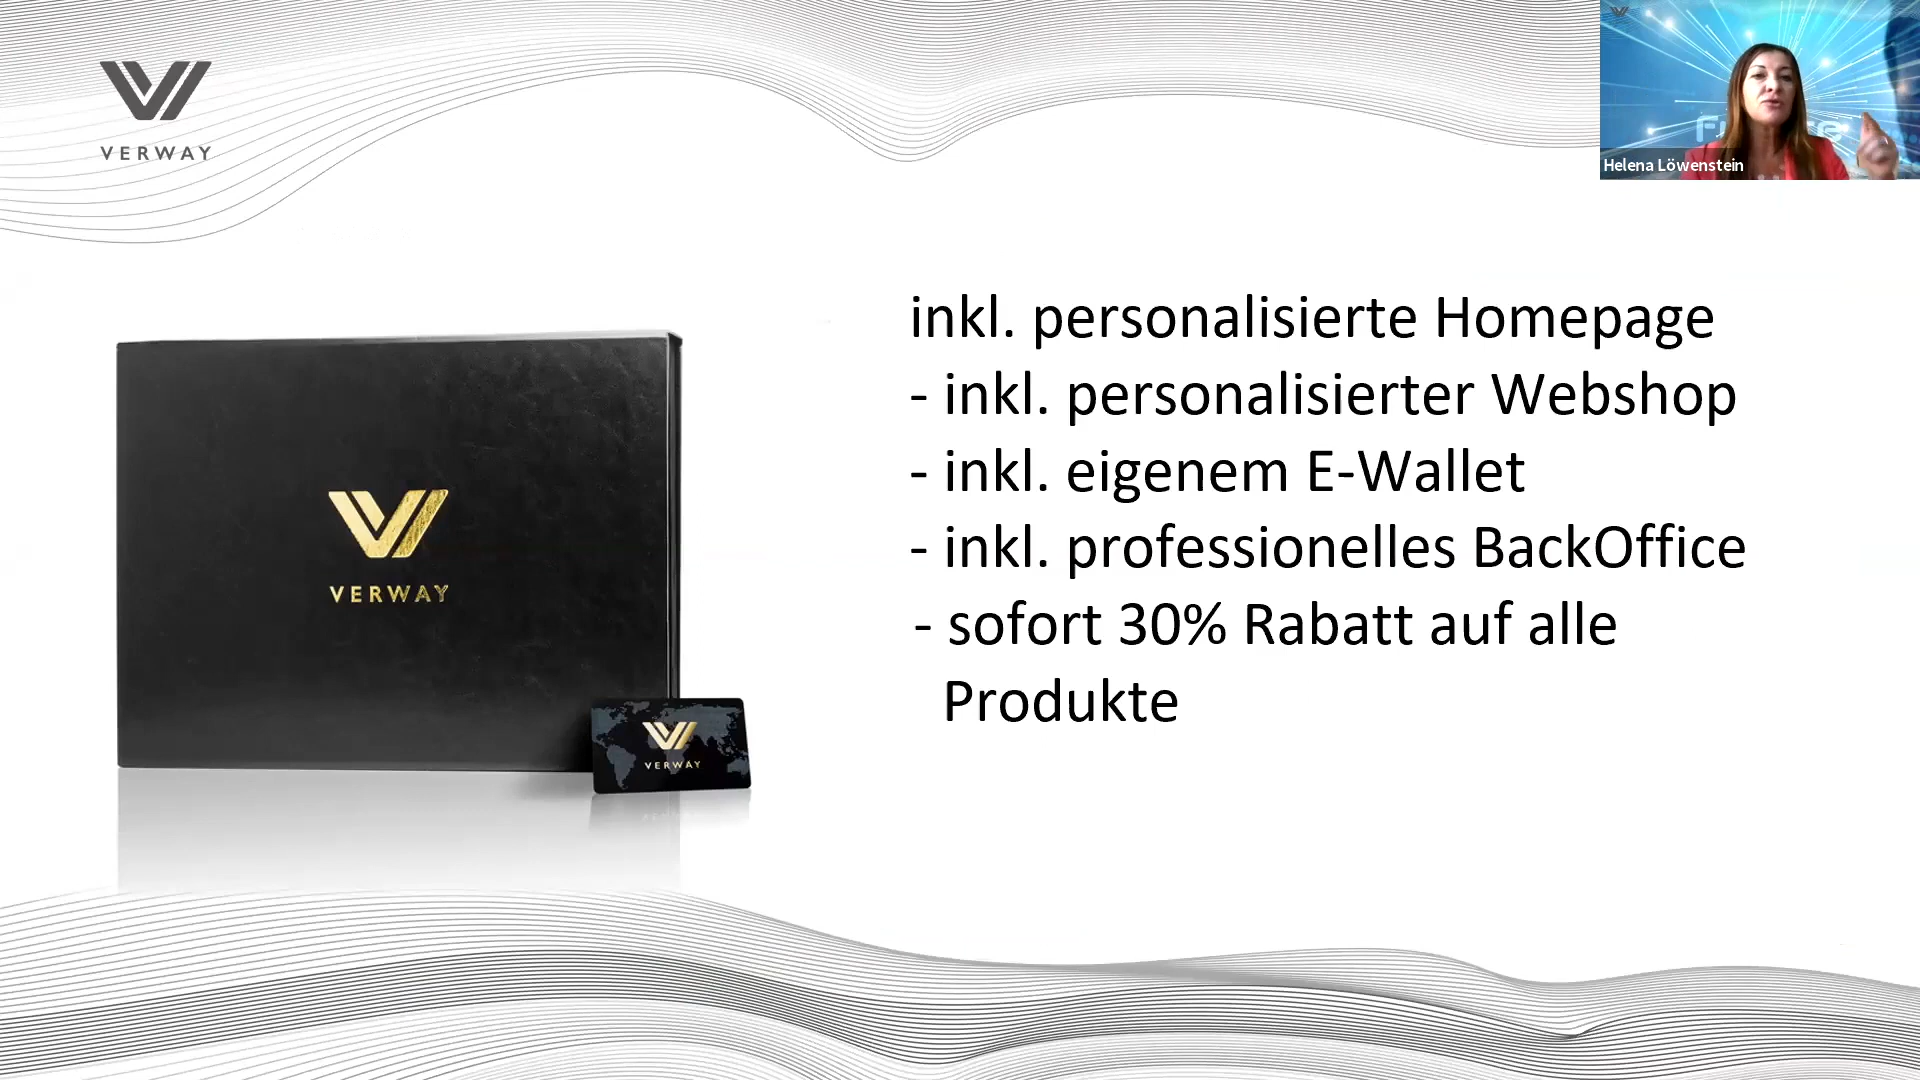 VERWAY
Helena Löwenstein
inkl. personalisierte Homepage
- inkl. personalisierter Webshop
- inkl. eigenem E-Wallet
- inkl. professionelles BackOffice
- sofort 30% Rabatt auf alle
Produkte
VERWAY
VERWAY